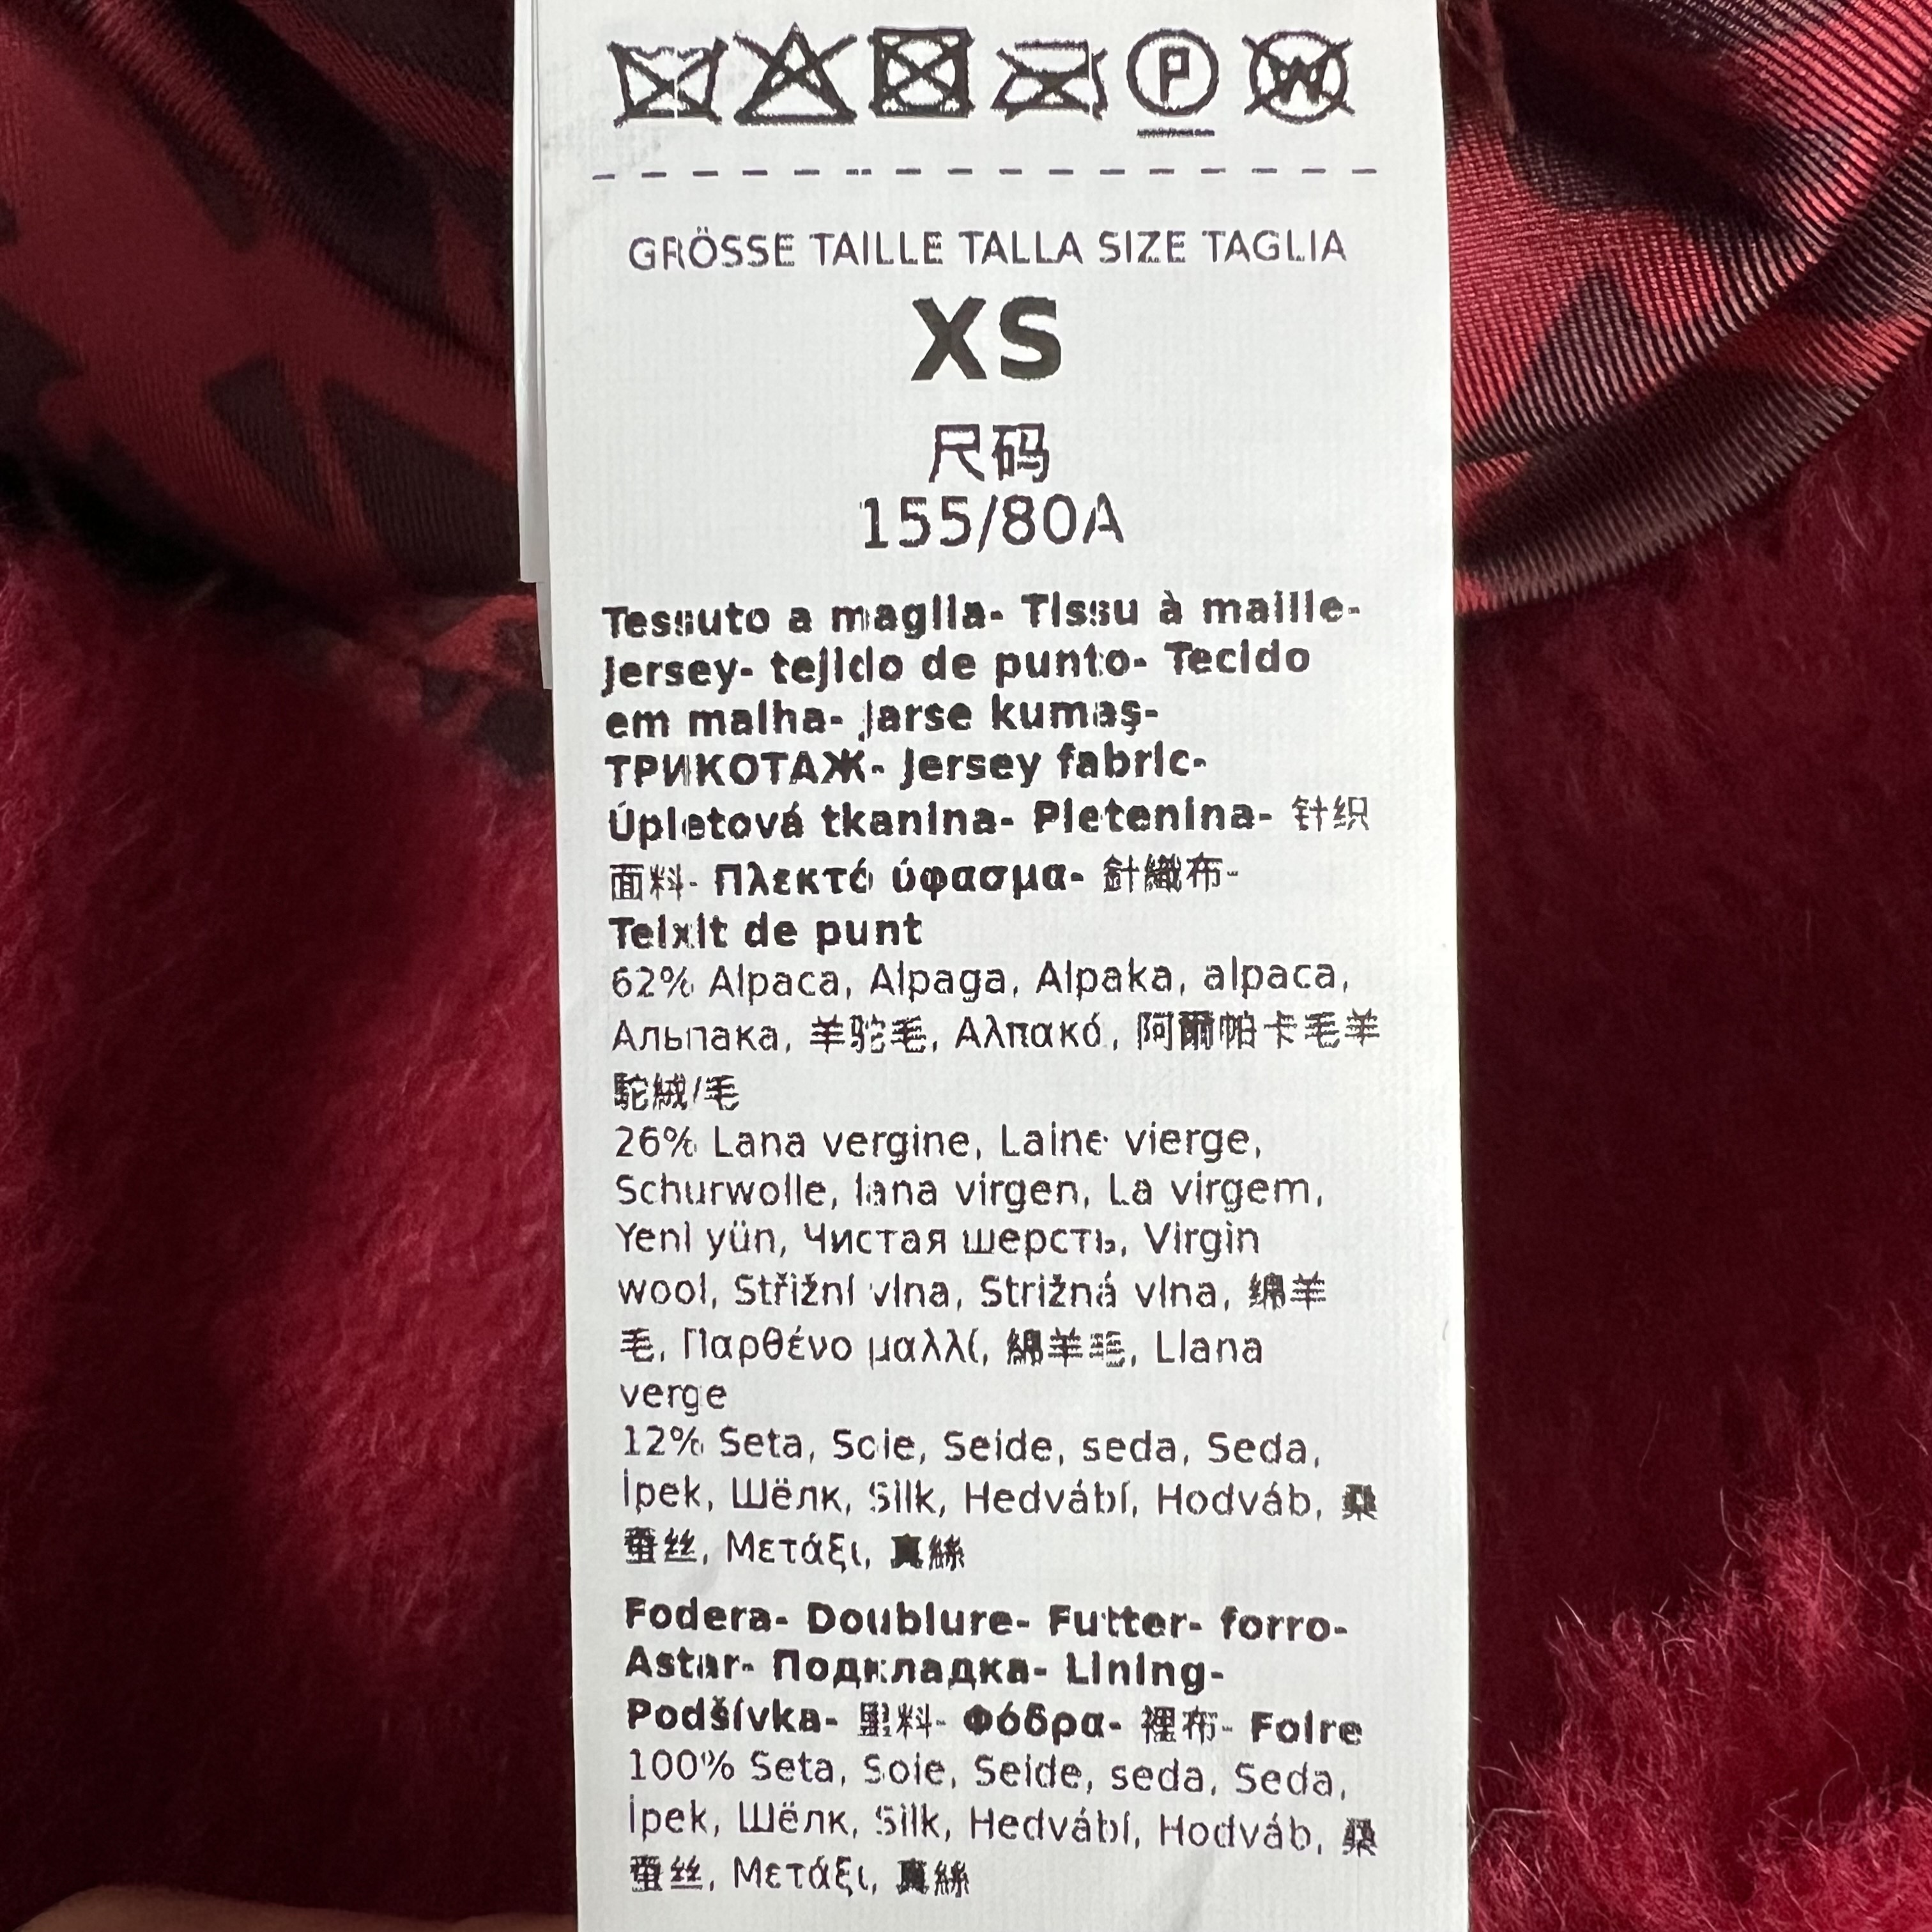 P W
GRÖSSE TAILLE TALLA SIZE TAGLIA
XS
尺码
155/80A
Tessuto a maglia- Tissu à maille-
Jersey- tejido de punto- Tecido
em malha- Jarse kumaş-
ТРИКОТАЖ- Jersey fabric-
Úpletová tkanina- Pletenina- 针织
面料- Πλεκτό ύφασμα- 針織布-
Teixit de punt
62% Alpaca, Alpaga, Alpaka, alpaca,
Альпака, 羊驼毛, Αλπακά, 阿爾帕卡毛羊
駝絨/毛
26% Lana vergine, Laine vierge,
Schurwolle, lana virgen, La virgem,
Yeni yün, Чистая шерсть, Virgin
wool, Střižní vlna, Strižná vlna, 绵羊
毛, Παρθένο μαλλί, 綿羊毛, Llana
verge
12% Seta, Soie, Seide, seda, Seda,
İpek, Шёлк, Silk, Hedvábí, Hodváb, 桑
蚕丝, Μετάξι, 真絲
Fodera- Doublure- Futter- forro-
Astar- Подкладка- Lining-
Podšívka- 里料- Φόδρα- 裡布- Folre
100% Seta, Soie, Seide, seda, Seda,
İpek, Шёлк, Silk, Hedvábí, Hodváb, 桑
蚕丝, Μετάξι, 真絲